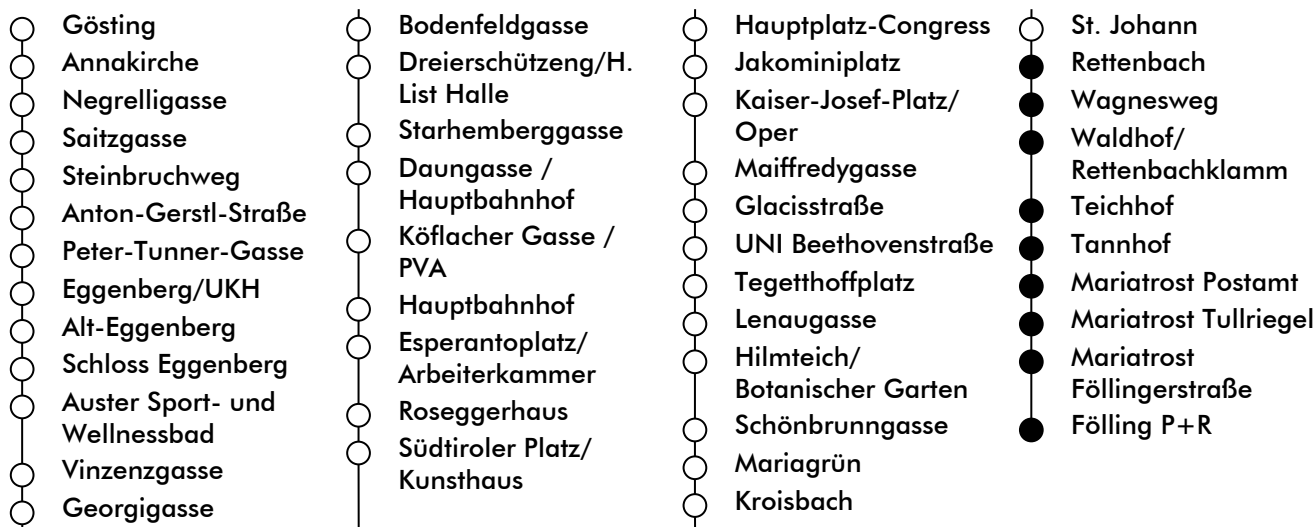 Gösting
Annakirche
Negrelligasse
Saitzgasse
Steinbruchweg
Anton-Gerstl-Straße
Peter-Tunner-Gasse
Eggenberg/UKH
Alt-Eggenberg
Schloss Eggenberg
Auster Sport- und
Wellnessbad
Vinzenzgasse
Georgigasse
Bodenfeldgasse
Dreierschützeng/H.
List Halle
Starhemberggasse
Daungasse /
Hauptbahnhof
Köflacher Gasse /
PVA
Hauptbahnhof
Esperantoplatz/
Arbeiterkammer
Roseggerhaus
Südtiroler Platz/
Kunsthaus
Hauptplatz-Congress
Jakominiplatz
Kaiser-Josef-Platz/
Oper
Maiffredygasse
Glacisstraße
UNI Beethovenstraße
Tegetthoffplatz
Lenaugasse
Hilmteich/
Botanischer Garten
Schönbrunngasse
Mariagrün
Kroisbach
St. Johann
Rettenbach
Wagnesweg
Waldhof/
Rettenbachklamm
Teichhof
Tannhof
Mariatrost Postamt
Mariatrost Tullriegel
Mariatrost
Föllingerstraße
Fölling P+R